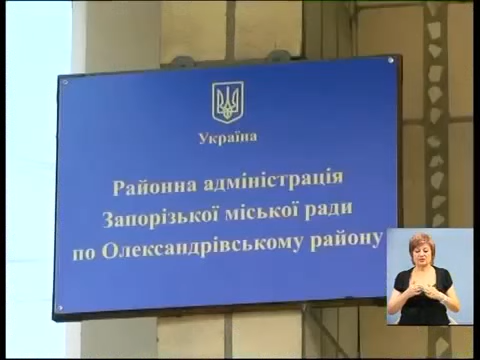 Україна
Районна адміністрація
Запорізької міської ради
по Олександрівському району